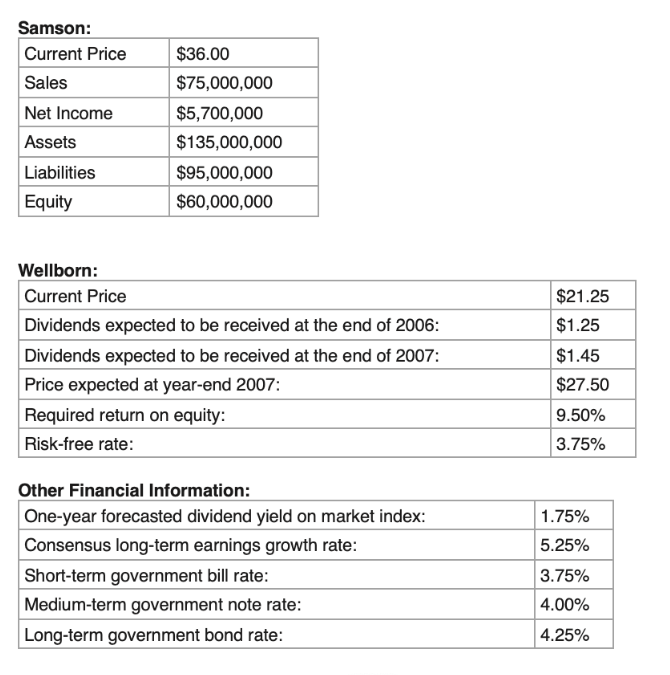 Samson:
Current Price $36.00
Sales $75,000,000
Net Income $5,700,000
Assets $135,000,000
Liabilities $95,000,000
Equity $60,000,000
Wellborn:
Current Price $21.25
Dividends expected to be received at the end of 2006: $1.25
Dividends expected to be received at the end of 2007: $1.45
Price expected at year-end 2007: $27.50
Required return on equity: 9.50%
Risk-free rate: 3.75%
Other Financial Information:
One-year forecasted dividend yield on market index: 1.75%
Consensus long-term earnings growth rate: 5.25%
Short-term government bill rate: 3.75%
Medium-term government note rate: 4.00%
Long-term government bond rate: 4.25%